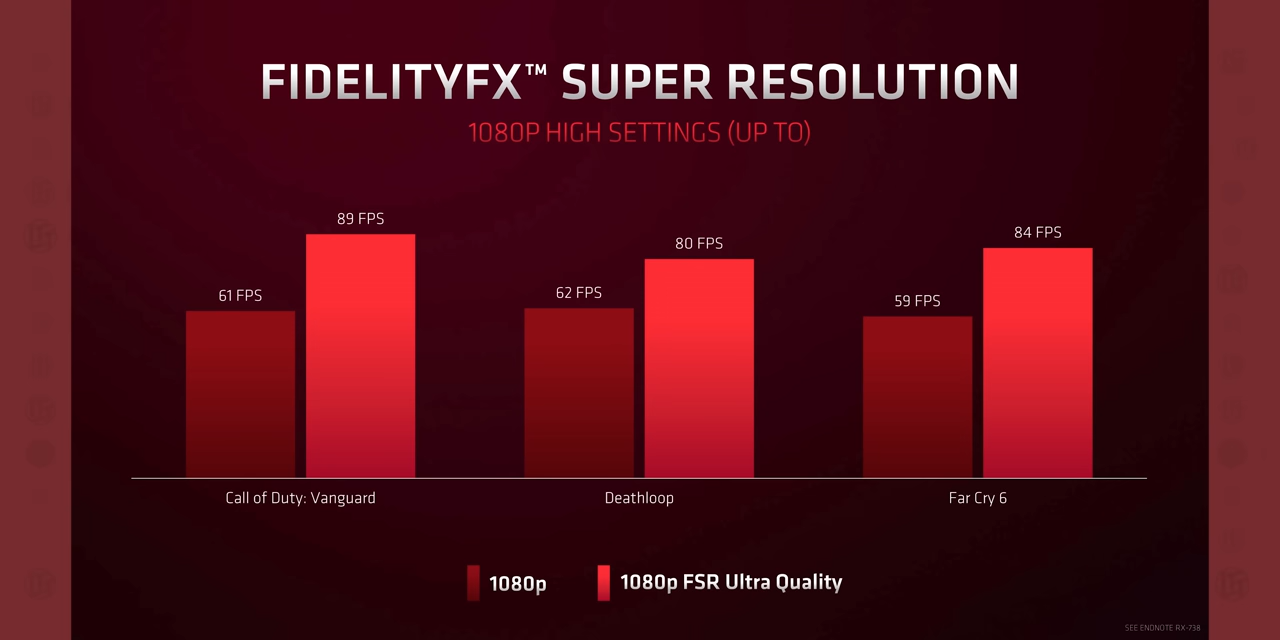 FIDELITYFX™ SUPER RESOLUTION
1080P HIGH SETTINGS (UP TO)
61 FPS
89 FPS
62 FPS
80 FPS
59 FPS
84 FPS
Call of Duty: Vanguard
Deathloop
Far Cry 6
1080p
1080p FSR Ultra Quality
SEE ENDNOTE RX-738